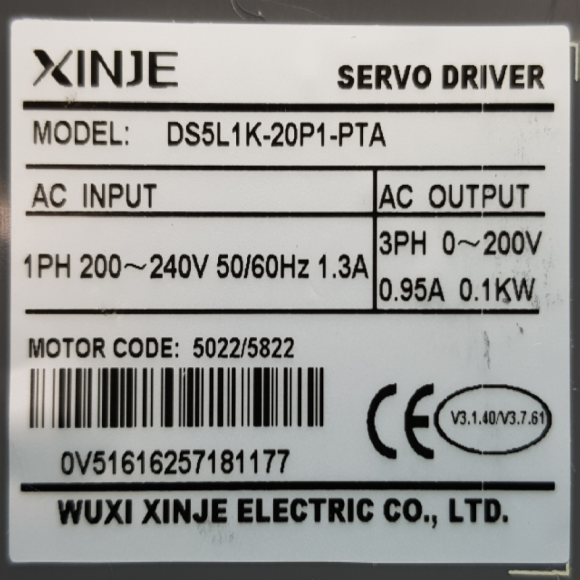 XINJE SERVO DRIVER
MODEL: DS5L1K-20P1-PTA
AC INPUT
1PH 200~240V 50/60Hz 1.3A
AC OUTPUT
3PH 0~200V
0.95A 0.1KW
MOTOR CODE: 5022/5822
0V51616257181177
CE V3.1.40/V3.7.61
WUXI XINJE ELECTRIC CO., LTD.